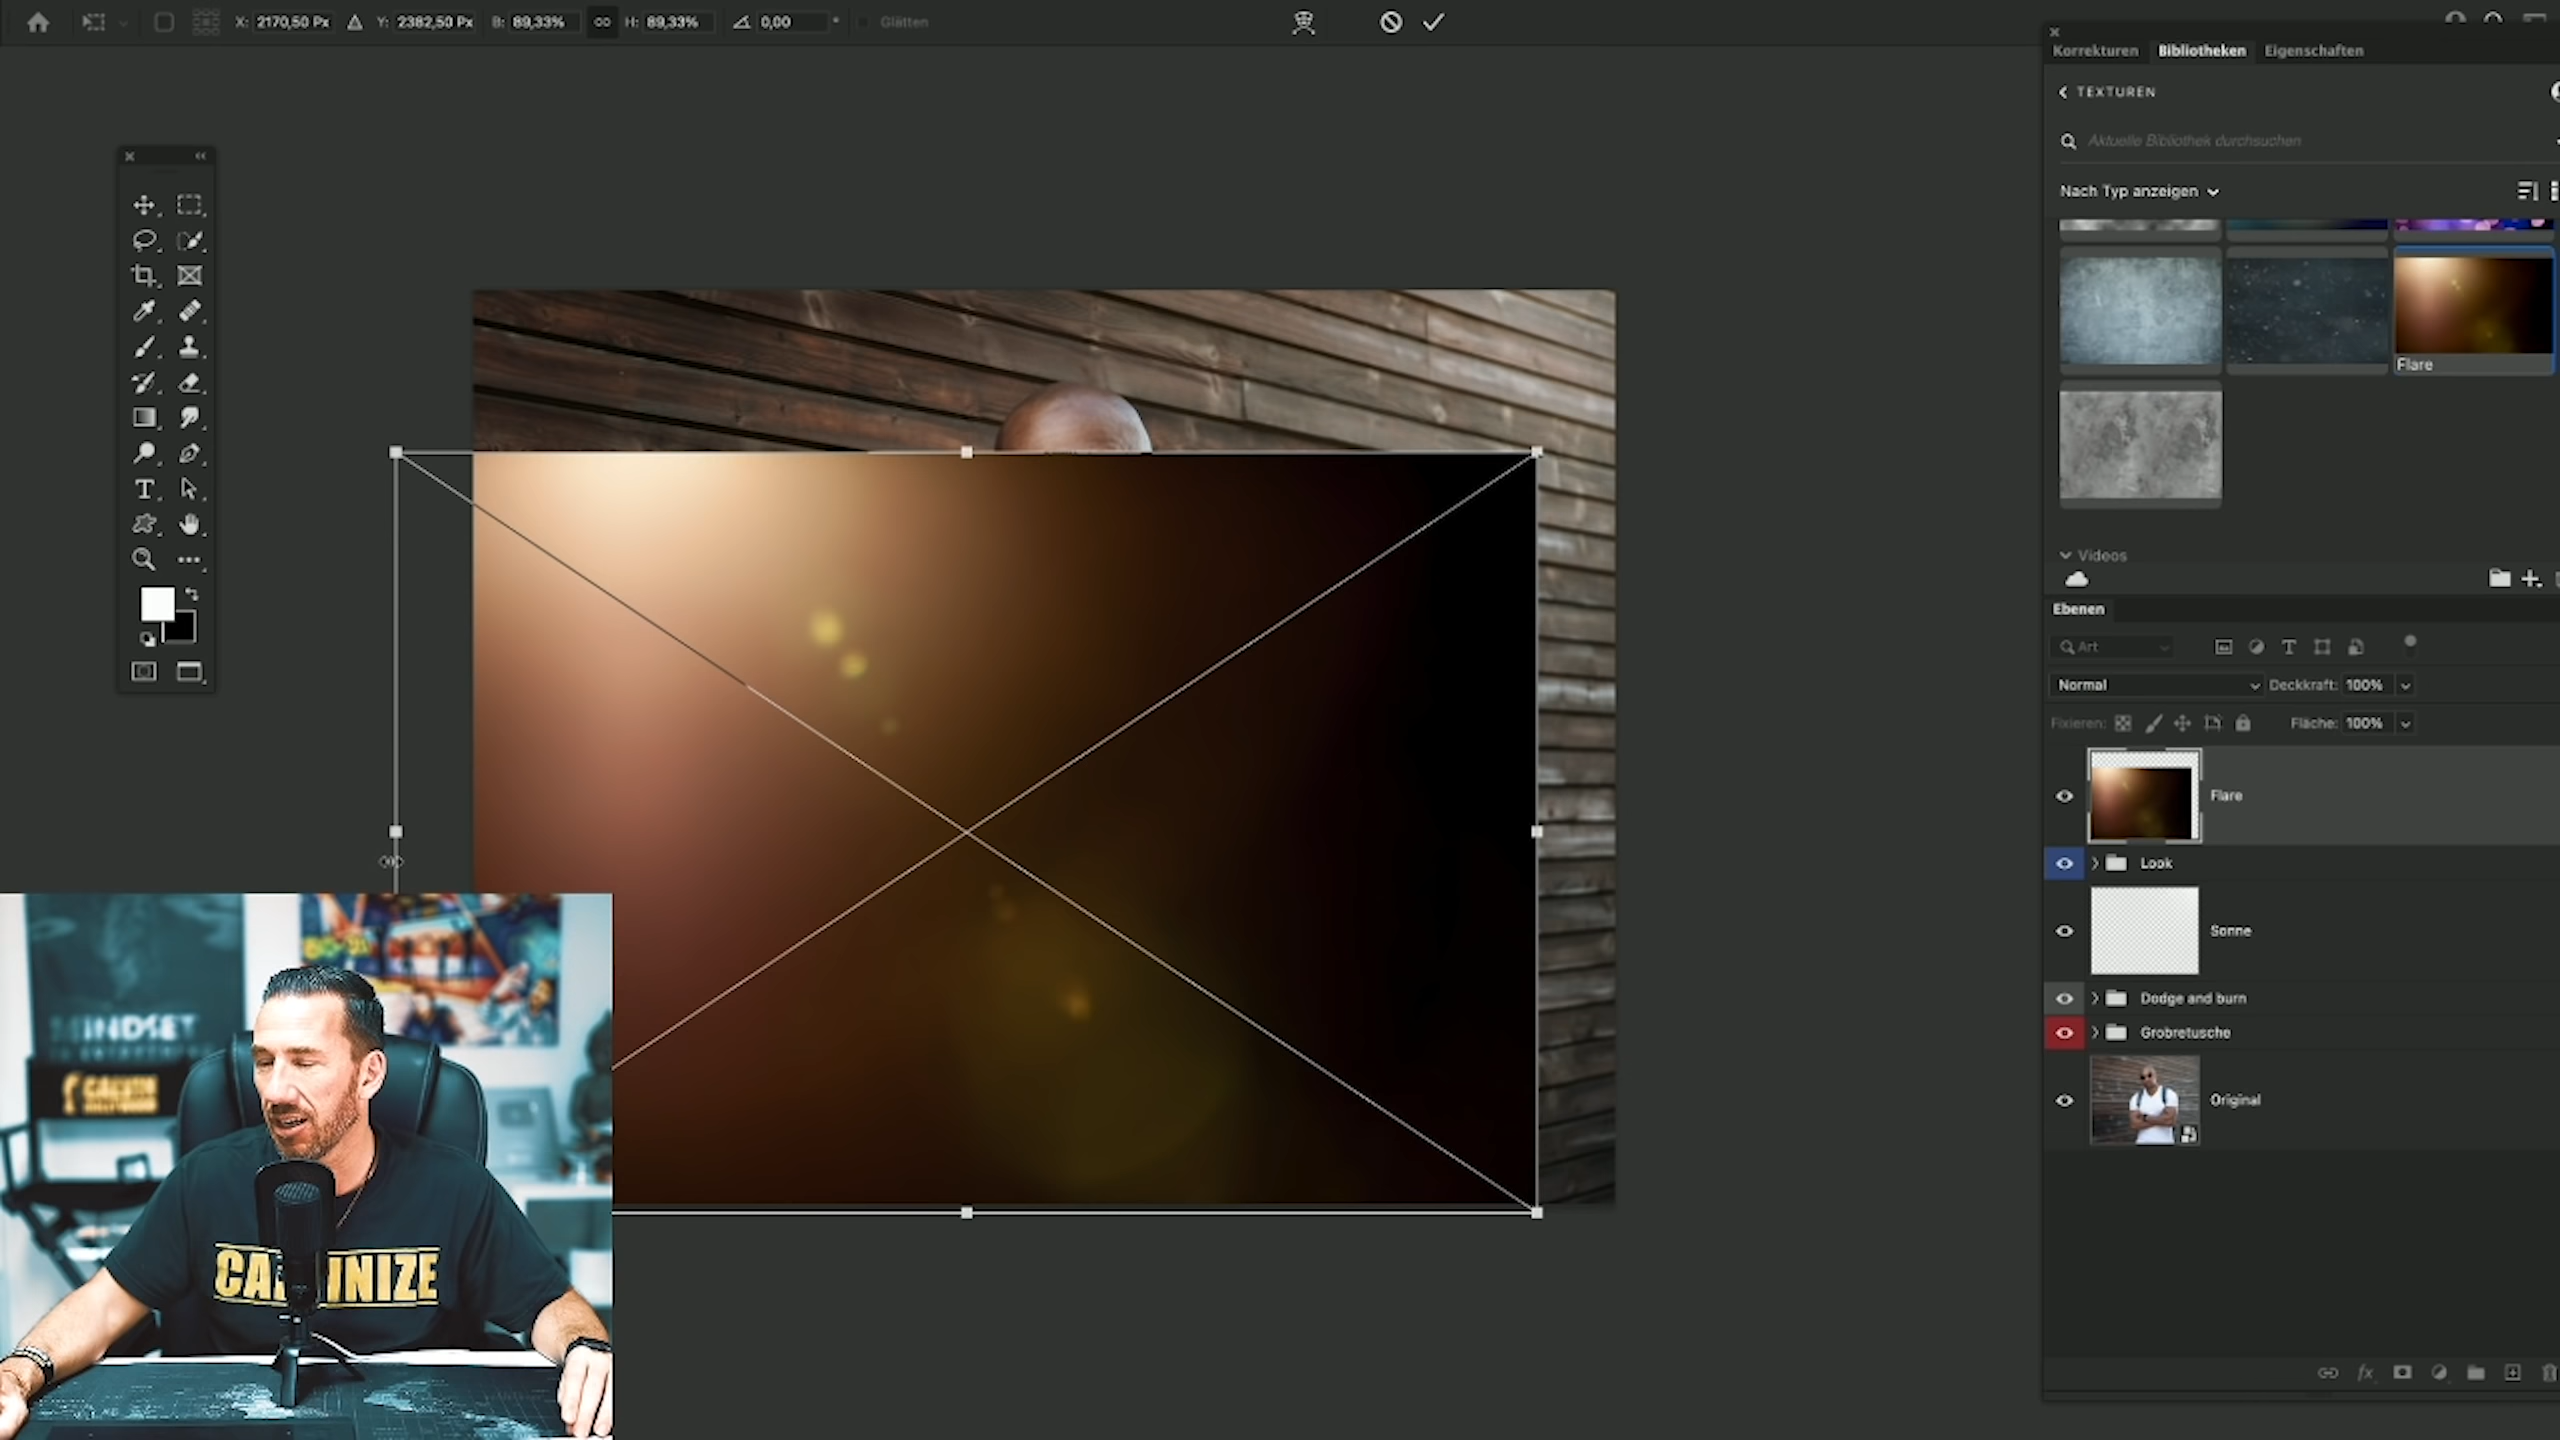 X: 2170,50 Px
Y: 2382,50 Px
B: 89,33%
H: 89,33%
0,00 °
Glätten
Korrekturen
Bibliotheken
Eigenschaften
TEXTUREN
Aktuelle Bibliothek durchsuchen
Nach Typ anzeigen
Flare
Videos
Ebenen
Art
Normal
Deckkraft: 100%
Fixieren:
Fläche: 100%
Flare
Look
Sonne
Dodge and burn
Grobretusche
Original
MINDSET
CALVIN